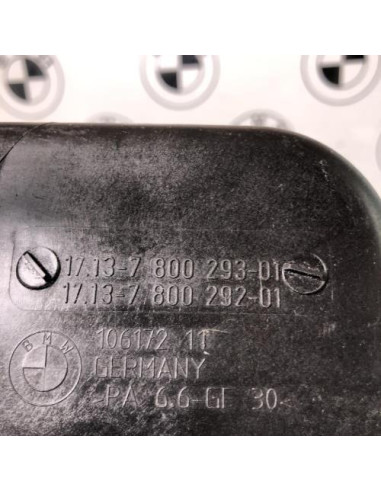 17.13-7 800 293-01
17.13-7 800 292-01
BMW
106172 11
GERMANY
>PA 6.6-GF 30<